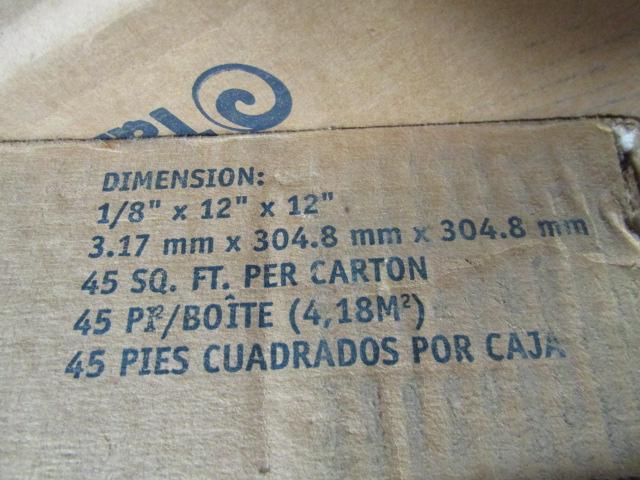 DIMENSION:
1/8" x 12" x 12"
3.17 mm x 304.8 mm x 304.8 mm
45 SQ. FT. PER CARTON
45 PI²/BOÎTE (4,18M²)
45 PIES CUADRADOS POR CAJA